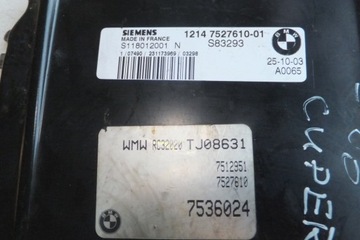 SIEMENS
MADE IN FRANCE
1214 7527610-01
S118012001 N S83293
25-10-03
A0065
WMW RC32020 TJ08631
7512951
7527610
7536024
CUPER